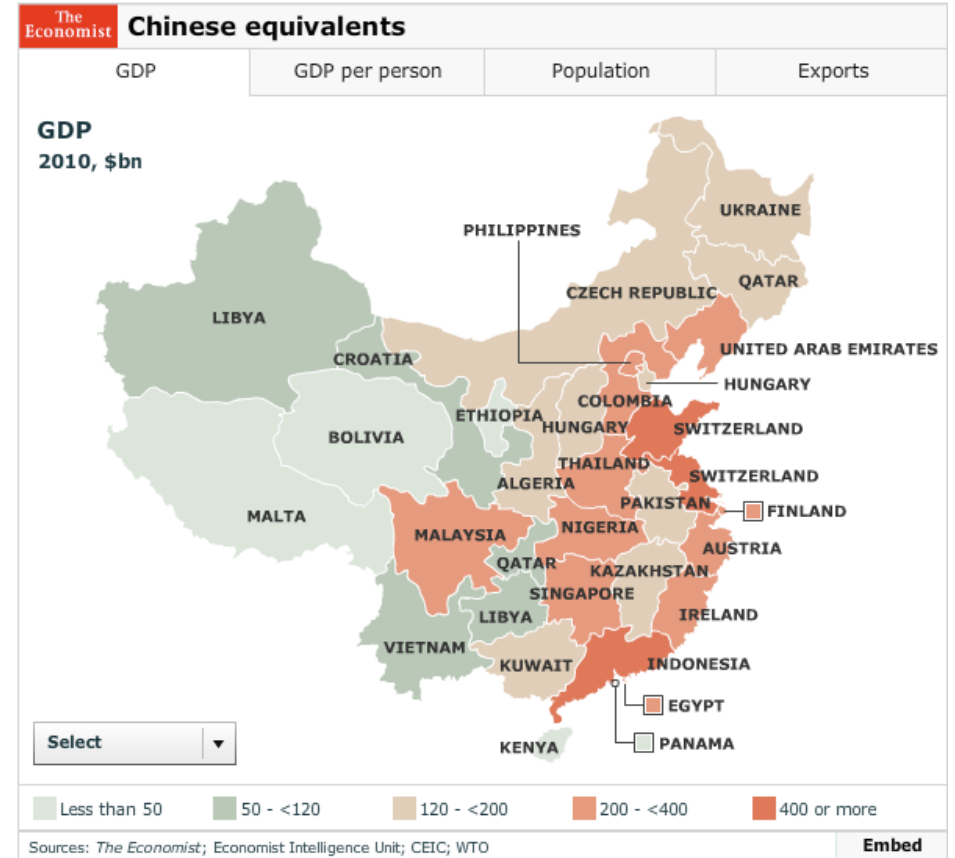 The
Economist
Chinese equivalents
GDP
GDP per person
Population
Exports
GDP
2010, $bn
UKRAINE
PHILIPPINES
QATAR
CZECH REPUBLIC
LIBYA
UNITED ARAB EMIRATES
CROATIA
HUNGARY
COLOMBIA
ETHIOPIA
HUNGARY
SWITZERLAND
BOLIVIA
THAILAND
SWITZERLAND
ALGERIA
PAKISTAN
FINLAND
MALTA
NIGERIA
MALAYSIA
AUSTRIA
QATAR
KAZAKHSTAN
SINGAPORE
LIBYA
IRELAND
VIETNAM
KUWAIT
INDONESIA
EGYPT
Select
KENYA
PANAMA
Less than 50
50 - <120
120 - <200
200 - <400
400 or more
Sources: The Economist; Economist Intelligence Unit; CEIC; WTO
Embed